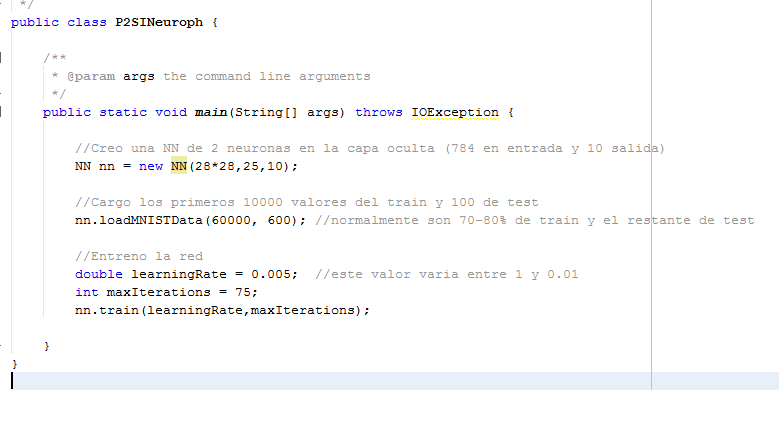 */
public class P2SINeuroph {
/**
* @param args the command line arguments
*/
public static void main(String[] args) throws IOException {
//Creo una NN de 2 neuronas en la capa oculta (784 en entrada y 10 salida)
NN nn = new NN(28*28,25,10);
//Cargo los primeros 10000 valores del train y 100 de test
nn.loadMNISTData(60000, 600); //normalmente son 70-80% de train y el restante de test
//Entreno la red
double learningRate = 0.005;  //este valor varia entre 1 y 0.01
int maxIterations = 75;
nn.train(learningRate,maxIterations);
}
}